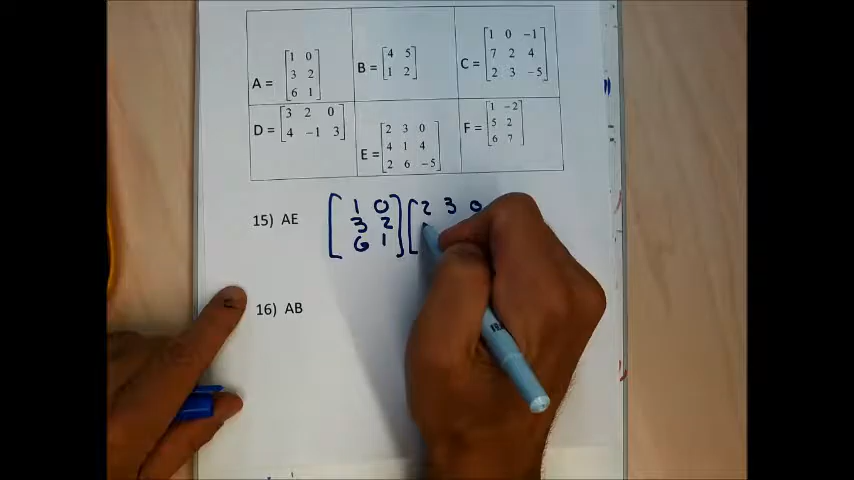 A = [1 0 3 2 6 1] B = [4 5 1 2] C = [1 0 −1 7 2 4 2 3 −5]
D = [3 2 0 4 −1 3] E = [2 3 0 4 1 4 2 6 −5] F = [1 −2 5 2 6 7]
15) AE [1 0 3 2 6 1] [2 3 0
16) AB